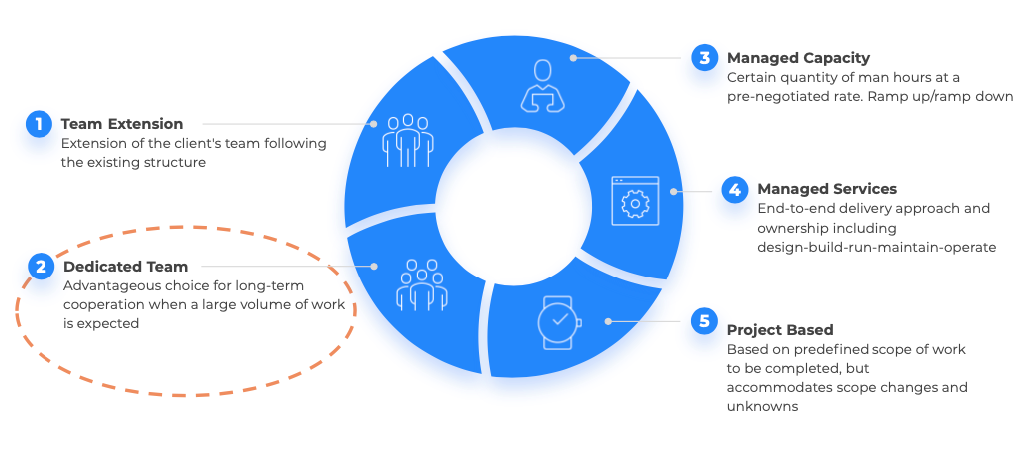 1 Team Extension
Extension of the client's team following
the existing structure
2 Dedicated Team
Advantageous choice for long-term
cooperation when a large volume of work
is expected
3 Managed Capacity
Certain quantity of man hours at a
pre-negotiated rate. Ramp up/ramp down
4 Managed Services
End-to-end delivery approach and
ownership including
design-build-run-maintain-operate
5 Project Based
Based on predefined scope of work
to be completed, but
accommodates scope changes and
unknowns